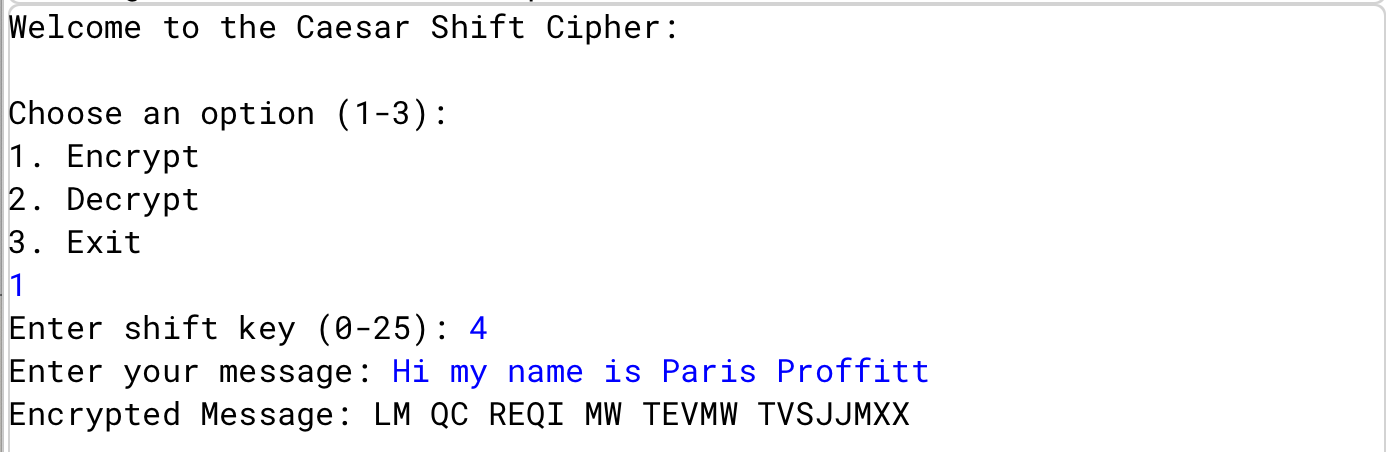 Welcome to the Caesar Shift Cipher:
Choose an option (1-3):
1. Encrypt
2. Decrypt
3. Exit
1
Enter shift key (0-25): 4
Enter your message: Hi my name is Paris Proffitt
Encrypted Message: LM QC REQI MW TEVMW TVSJJMXX